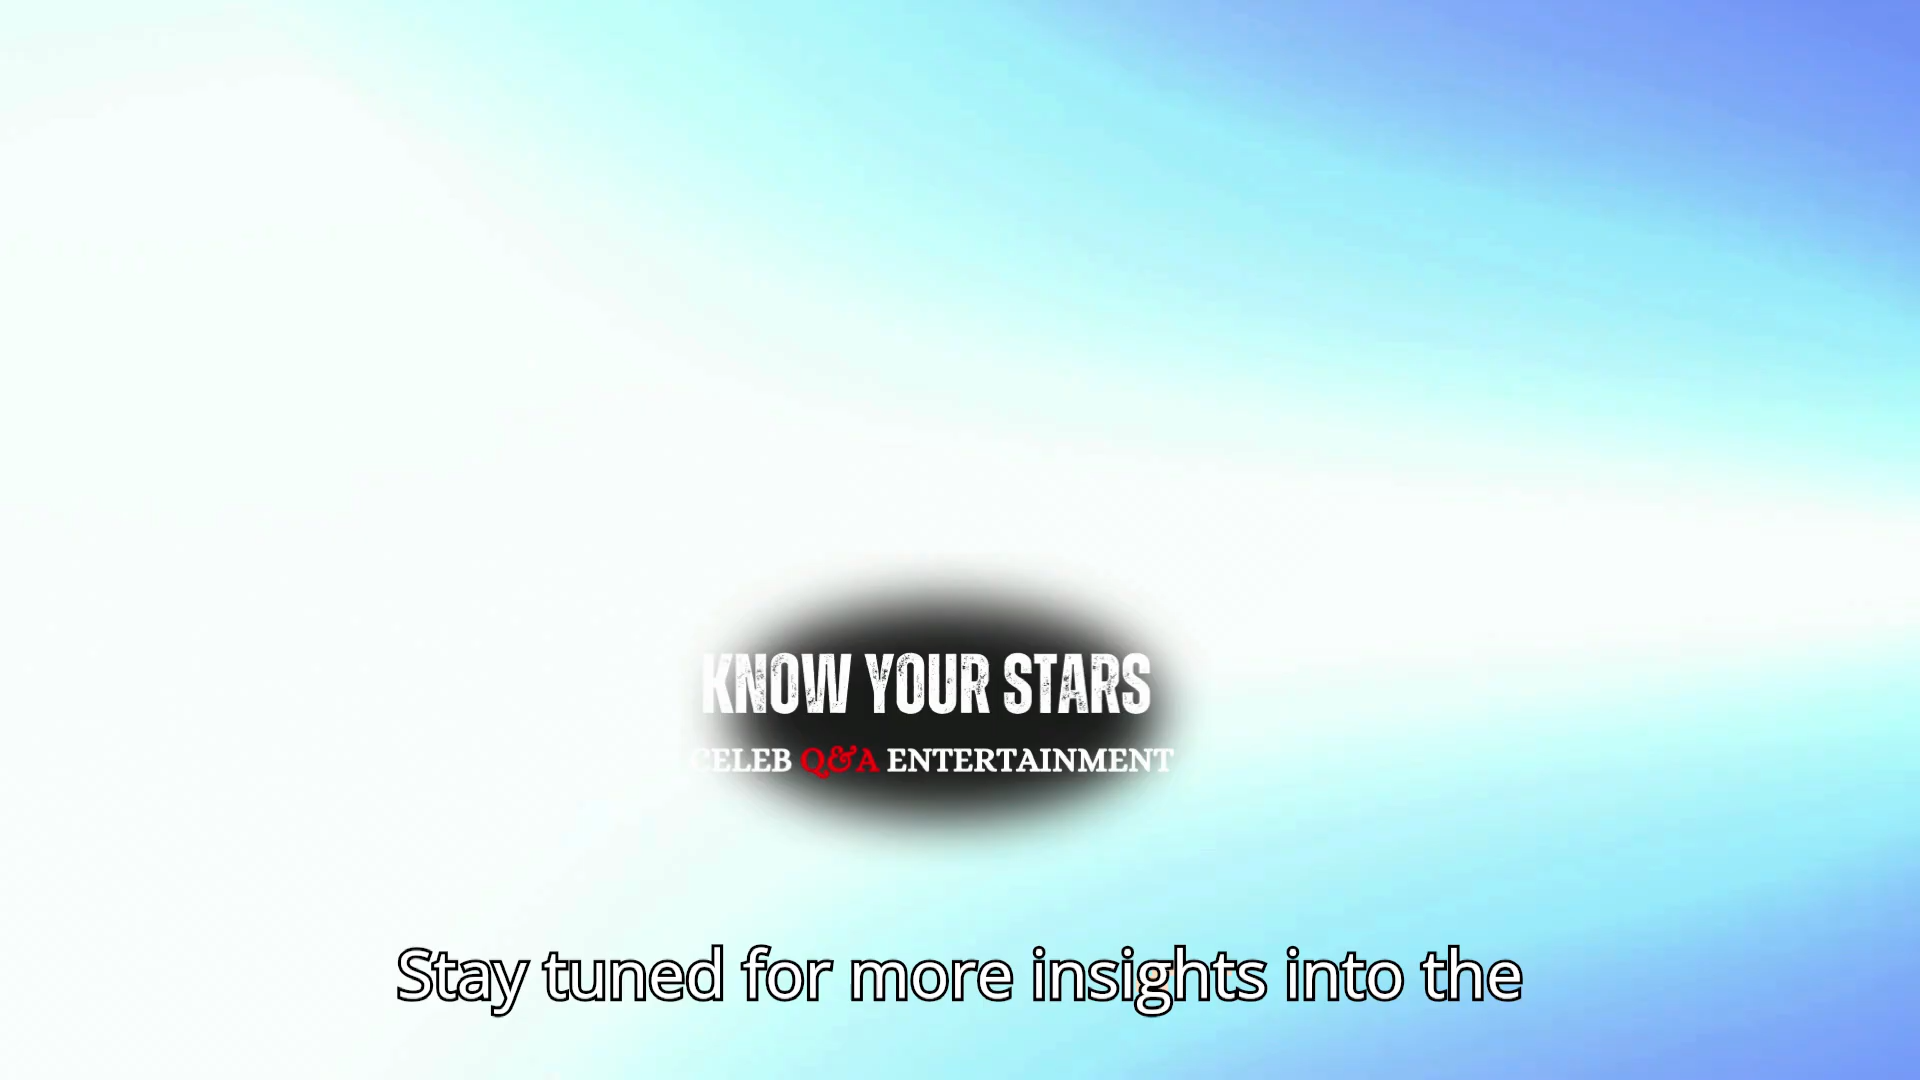 KNOW YOUR STARS
CELEB Q&A ENTERTAINMENT
Stay tuned for more insights into the